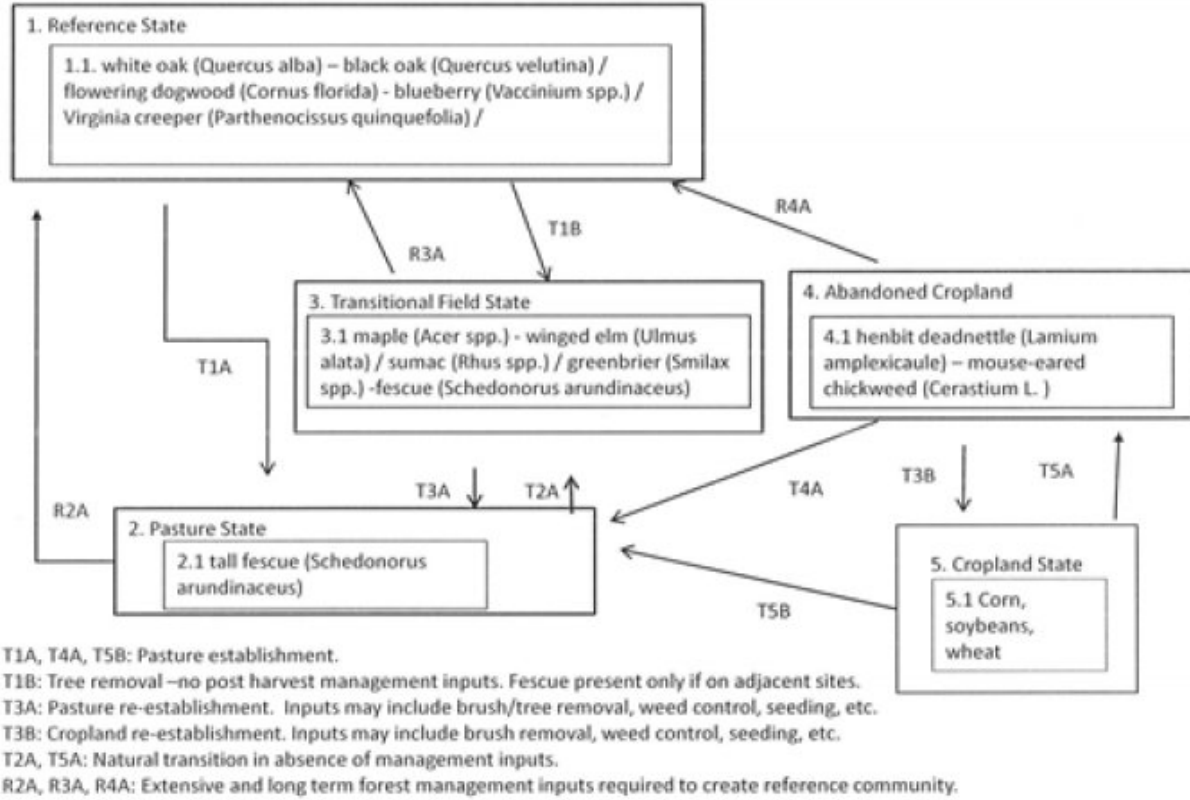 1. Reference State
1.1. white oak (Quercus alba) – black oak (Quercus velutina) /
flowering dogwood (Cornus florida) - blueberry (Vaccinium spp.) /
Virginia creeper (Parthenocissus quinquefolia) /
R4A
T1B
R3A
3. Transitional Field State
3.1 maple (Acer spp.) - winged elm (Ulmus
alata) / sumac (Rhus spp.) / greenbrier (Smilax
spp.) -fescue (Schedonorus arundinaceus)
4. Abandoned Cropland
4.1 henbit deadnettle (Lamium
amplexicaule) – mouse-eared
chickweed (Cerastium L. )
T1A
T3A
T2A
T4A
T3B
T5A
R2A
2. Pasture State
2.1 tall fescue (Schedonorus
arundinaceus)
T5B
5. Cropland State
5.1 Corn,
soybeans,
wheat
T1A, T4A, T5B: Pasture establishment.
T1B: Tree removal –no post harvest management inputs. Fescue present only if on adjacent sites.
T3A: Pasture re-establishment. Inputs may include brush/tree removal, weed control, seeding, etc.
T3B: Cropland re-establishment. Inputs may include brush removal, weed control, seeding, etc.
T2A, T5A: Natural transition in absence of management inputs.
R2A, R3A, R4A: Extensive and long term forest management inputs required to create reference community.